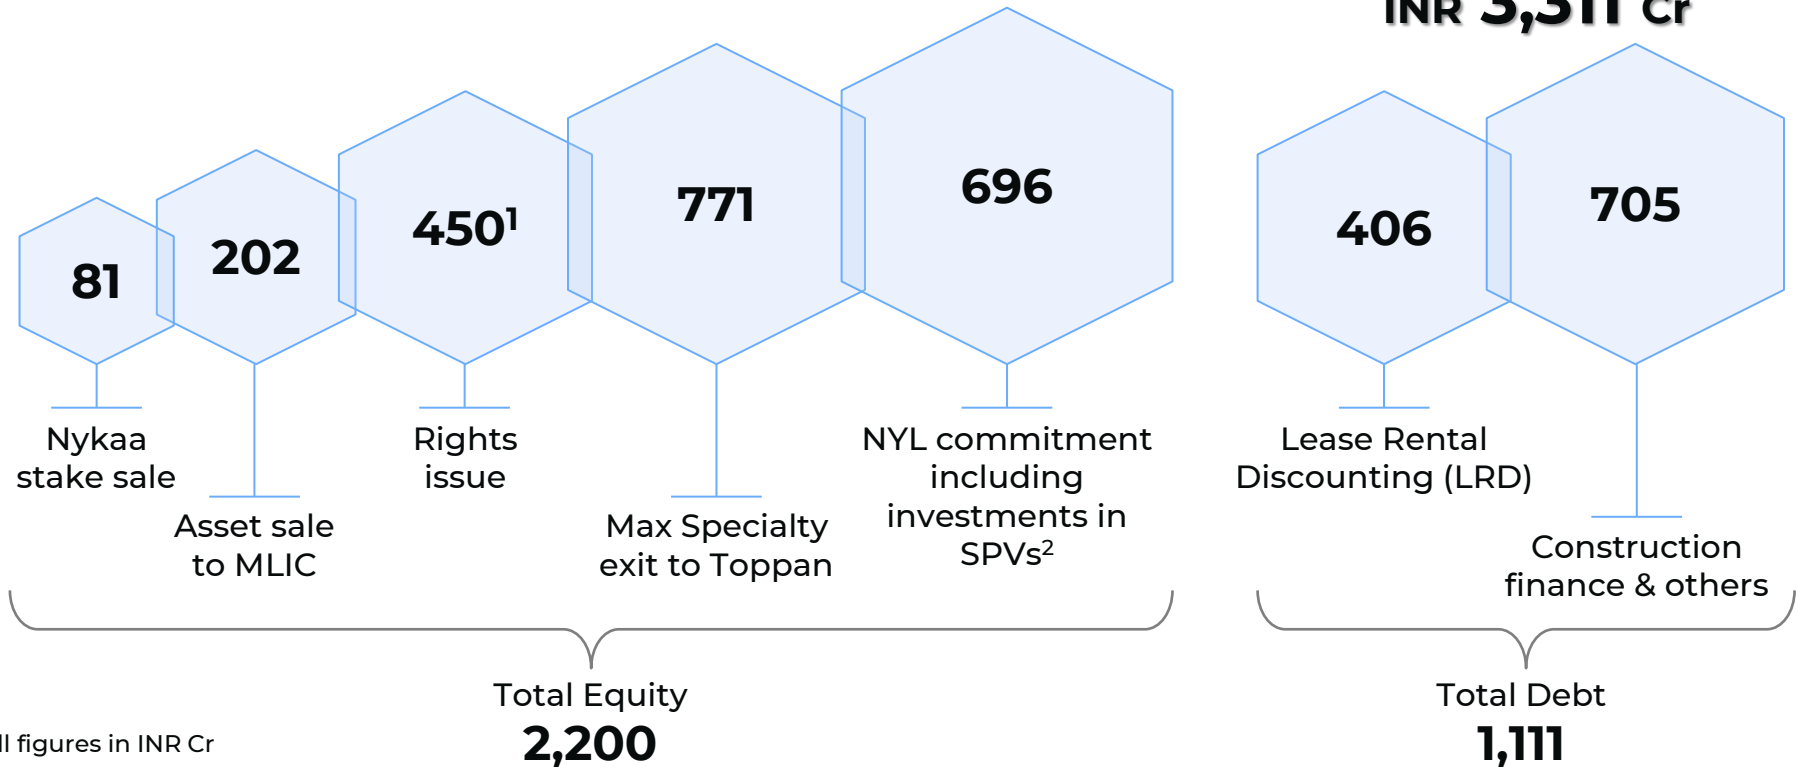 INR 3,311 Cr
81
202
450¹
771
696
406
705
Nykaa
stake sale
Asset sale
to MLIC
Rights
issue
Max Specialty
exit to Toppan
NYL commitment
including
investments in
SPVs²
Lease Rental
Discounting (LRD)
Construction
finance & others
Total Equity
2,200
Total Debt
1,111
figures in INR Cr